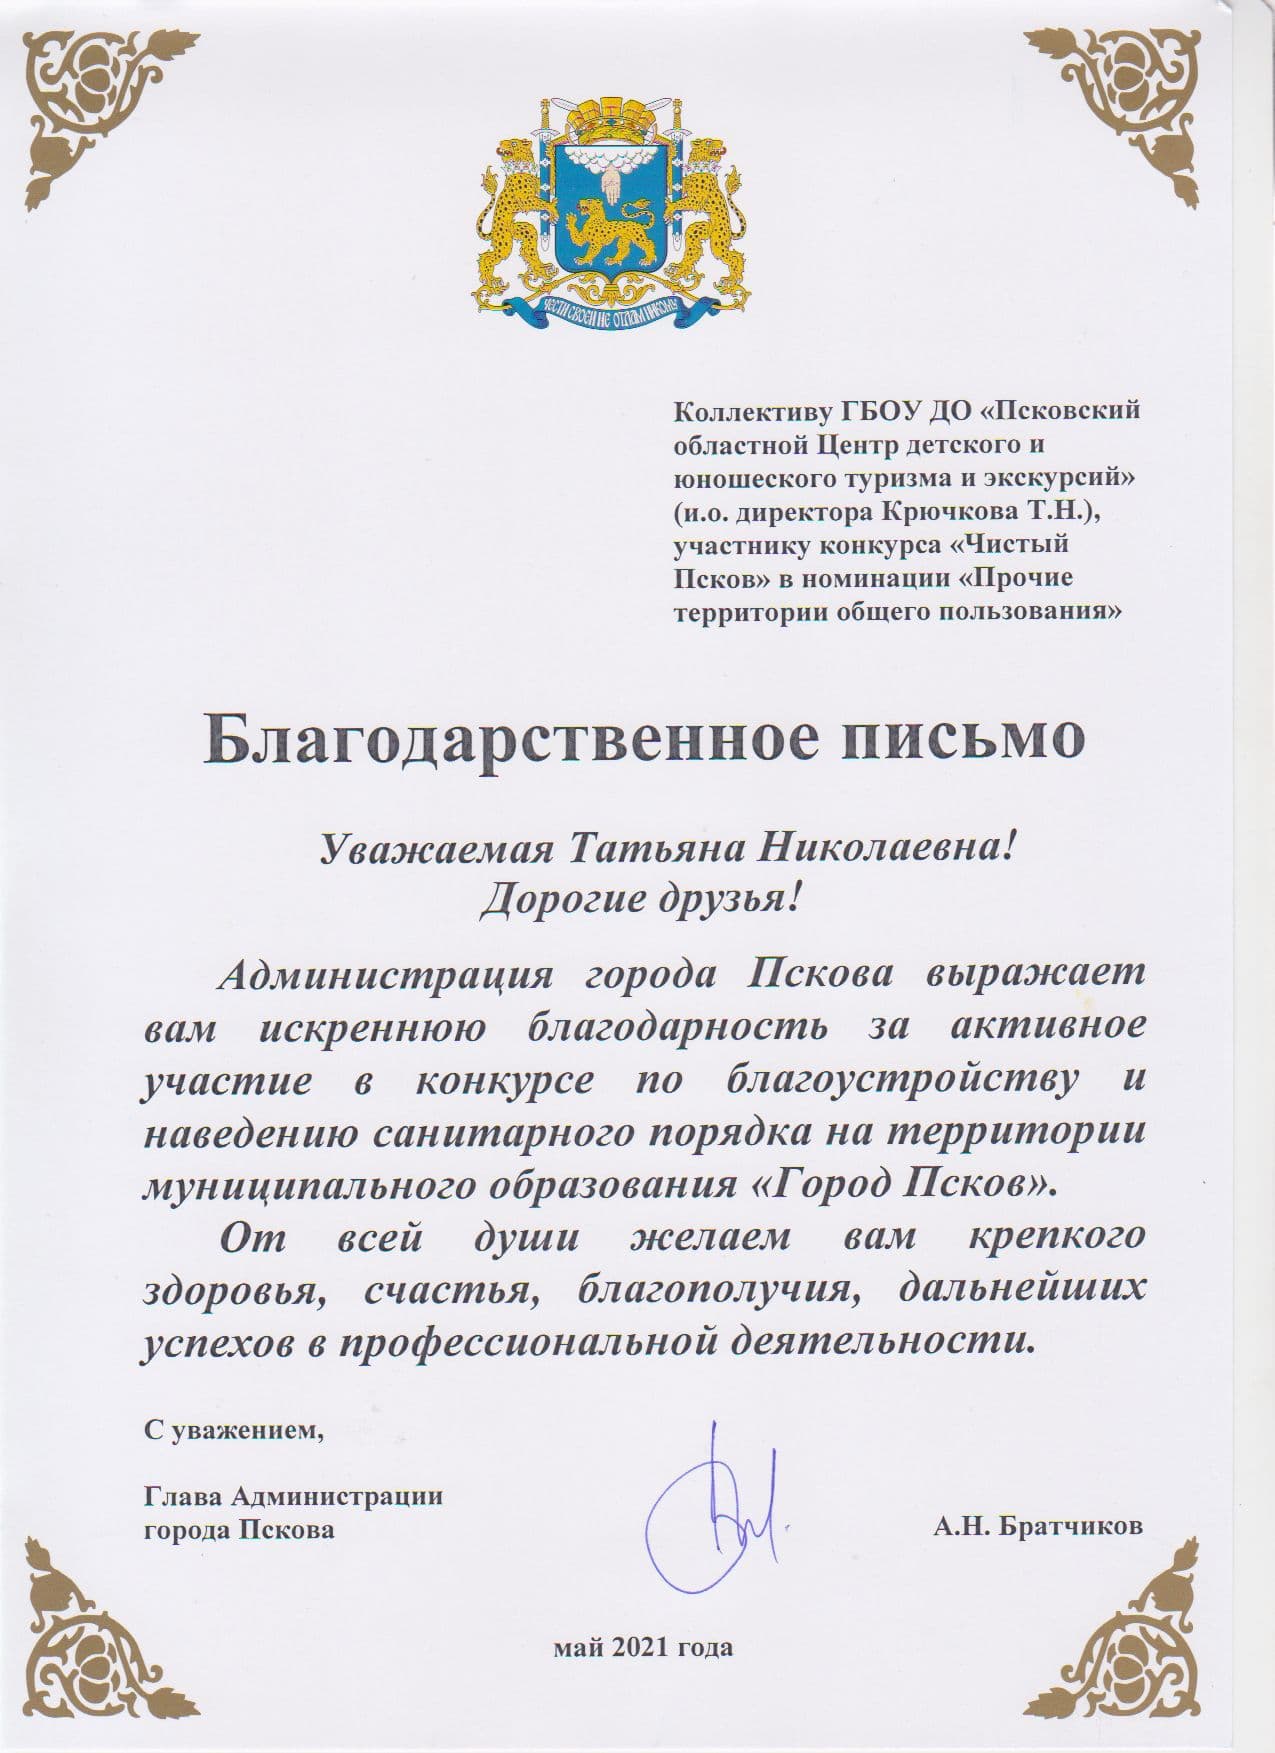 ЧЕСТИ СВОЕЙ НЕ ОТДАМ НИКОМУ
Коллективу ГБОУ ДО «Псковский
областной Центр детского и
юношеского туризма и экскурсий»
(и.о. директора Крючкова Т.Н.),
участнику конкурса «Чистый
Псков» в номинации «Прочие
территории общего пользования»
Благодарственное письмо
Уважаемая Татьяна Николаевна!
Дорогие друзья!
Администрация города Пскова выражает
вам искреннюю благодарность за активное
участие в конкурсе по благоустройству и
наведению санитарного порядка на территории
муниципального образования «Город Псков».
От всей души желаем вам крепкого
здоровья, счастья, благополучия, дальнейших
успехов в профессиональной деятельности.
С уважением,
Глава Администрации
города Пскова
А.Н. Братчиков
май 2021 года